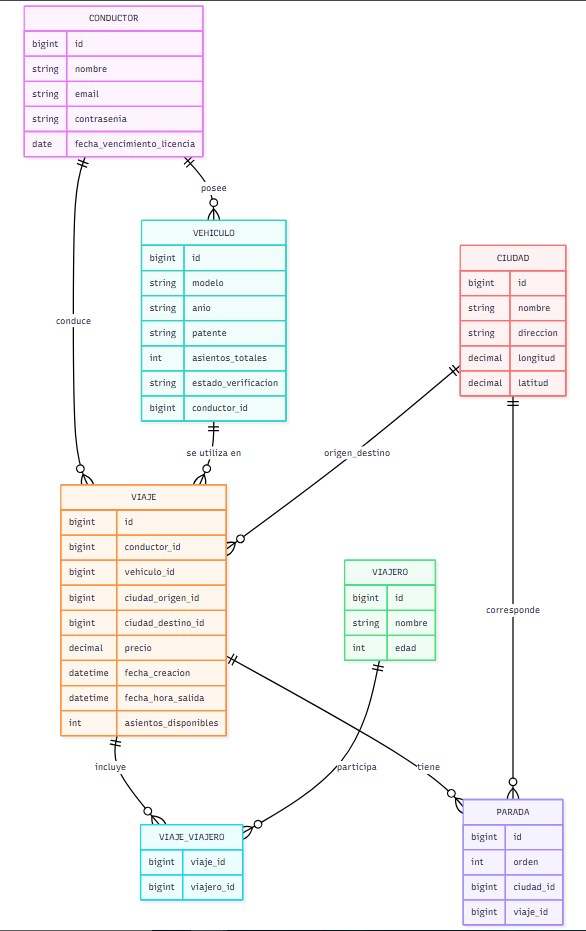 CONDUCTOR
bigint id
string nombre
string email
string contrasenia
date fecha_vencimiento_licencia
posee
VEHICULO
bigint id
string modelo
string anio
string patente
int asientos_totales
string estado_verificacion
bigint conductor_id
CIUDAD
bigint id
string nombre
string direccion
decimal longitud
decimal latitud
conduce
se utiliza en
origen_destino
VIAJE
bigint id
bigint conductor_id
bigint vehiculo_id
bigint ciudad_origen_id
bigint ciudad_destino_id
decimal precio
datetime fecha_creacion
datetime fecha_hora_salida
int asientos_disponibles
VIAJERO
bigint id
string nombre
int edad
corresponde
incluye
participa
tiene
VIAJE_VIAJERO
bigint viaje_id
bigint viajero_id
PARADA
bigint id
int orden
bigint ciudad_id
bigint viaje_id